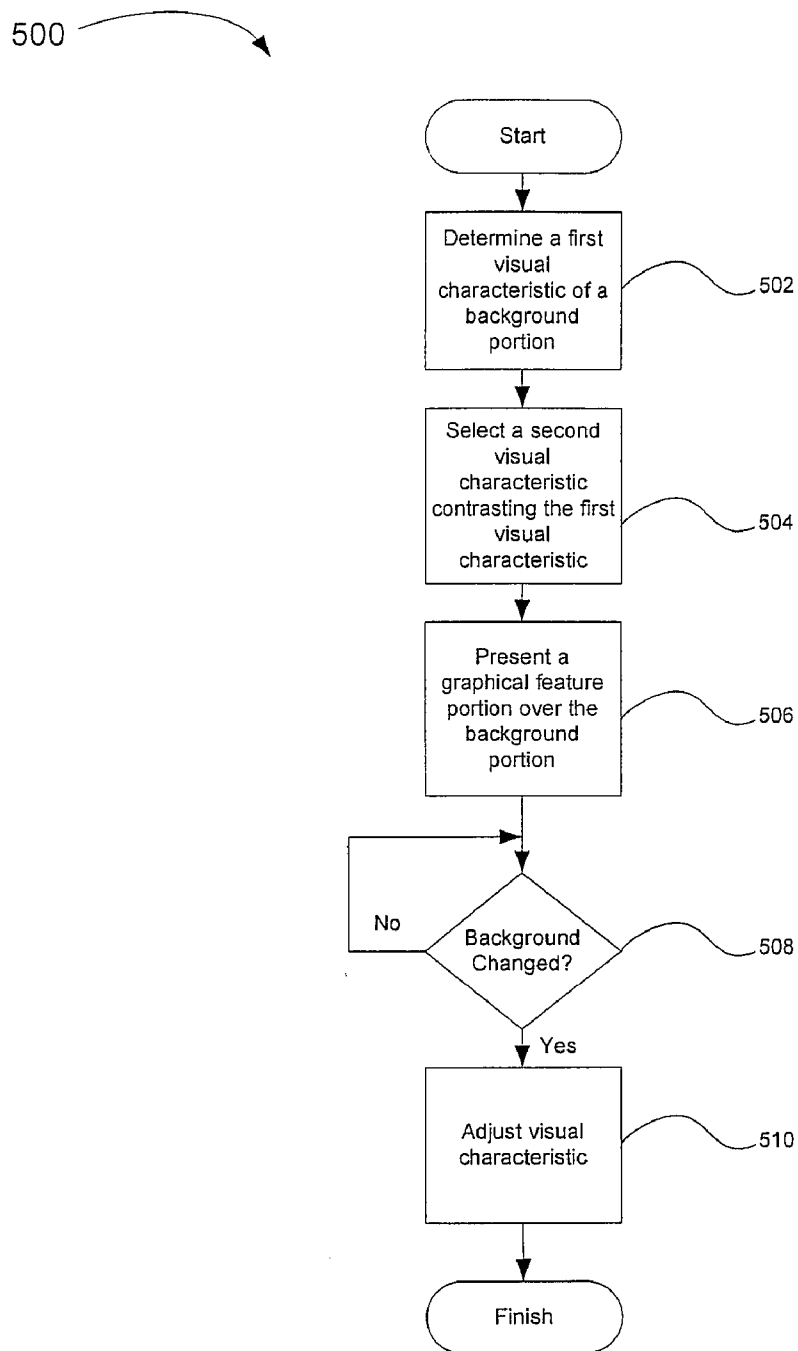 500
Start
Determine a first
visual
characteristic of a
background
portion
502
Select a second
visual
characteristic
contrasting the first
visual
characteristic
504
Present a
graphical feature
portion over the
background
portion
506
No
Background
Changed?
508
Yes
Adjust visual
characteristic
510
Finish